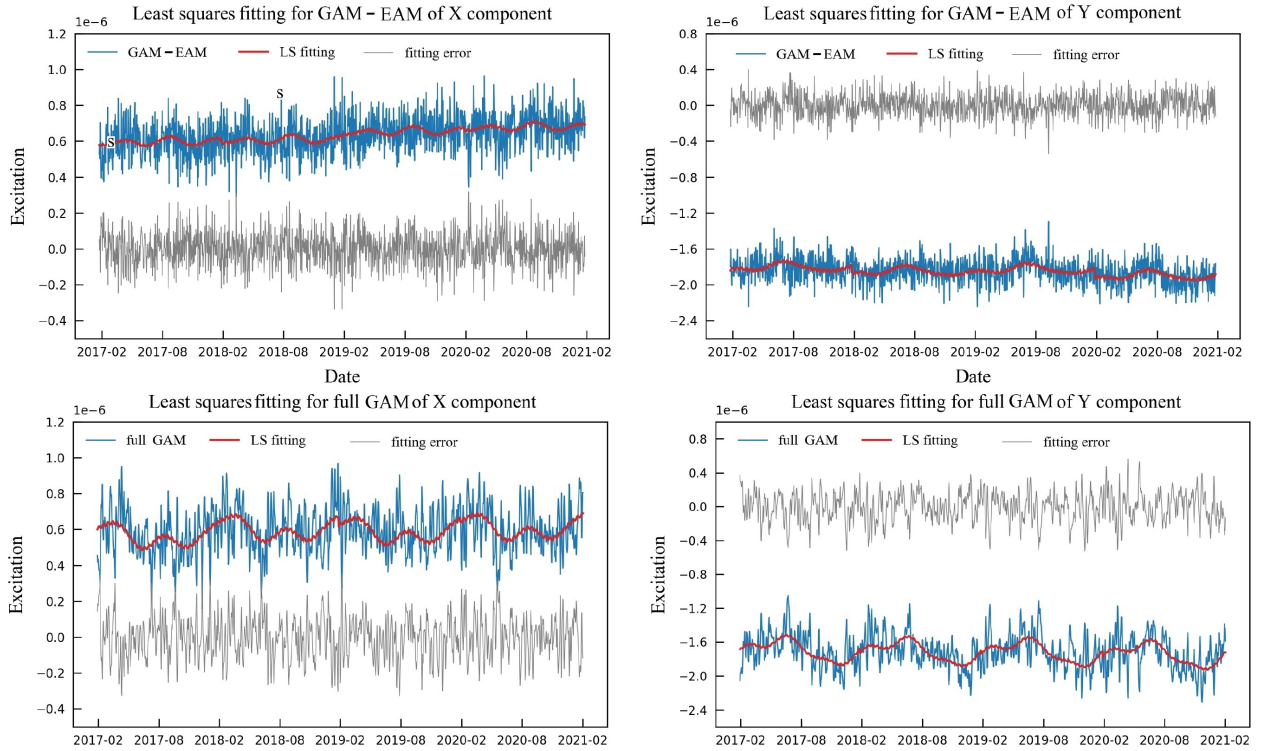 Least squares fitting for GAM – EAM of X component
1e−6
GAM – EAM LS fitting fitting error
1.2
1.0
0.8
0.6
0.4
0.2
0.0
−0.2
−0.4
S
S
Excitation
2017-02 2017-08 2018-02 2018-08 2019-02 2019-08 2020-02 2020-08 2021-02
Date
Least squares fitting for GAM – EAM of Y component
1e−6
GAM – EAM LS fitting fitting error
0.8
0.4
0.0
−0.4
−0.8
−1.2
−1.6
−2.0
−2.4
Excitation
2017-02 2017-08 2018-02 2018-08 2019-02 2019-08 2020-02 2020-08 2021-02
Date
Least squares fitting for full GAM of X component
1e−6
full GAM LS fitting fitting error
1.2
1.0
0.8
0.6
0.4
0.2
0.0
−0.2
−0.4
Excitation
2017-02 2017-08 2018-02 2018-08 2019-02 2019-08 2020-02 2020-08 2021-02
Least squares fitting for full GAM of Y component
1e−6
full GAM LS fitting fitting error
0.8
0.4
0.0
−0.4
−0.8
−1.2
−1.6
−2.0
−2.4
Excitation
2017-02 2017-08 2018-02 2018-08 2019-02 2019-08 2020-02 2020-08 2021-02